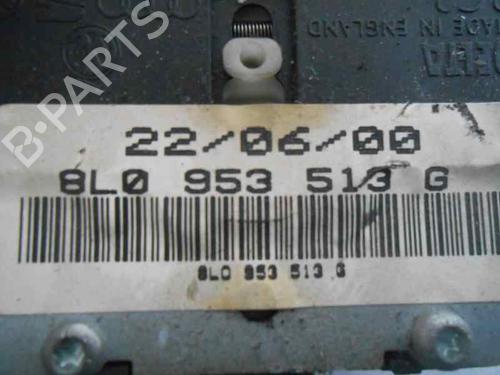 MADE IN ENGLAND
22/06/00
8L0 953 513 G
8L0 953 513 G
B-PARTS